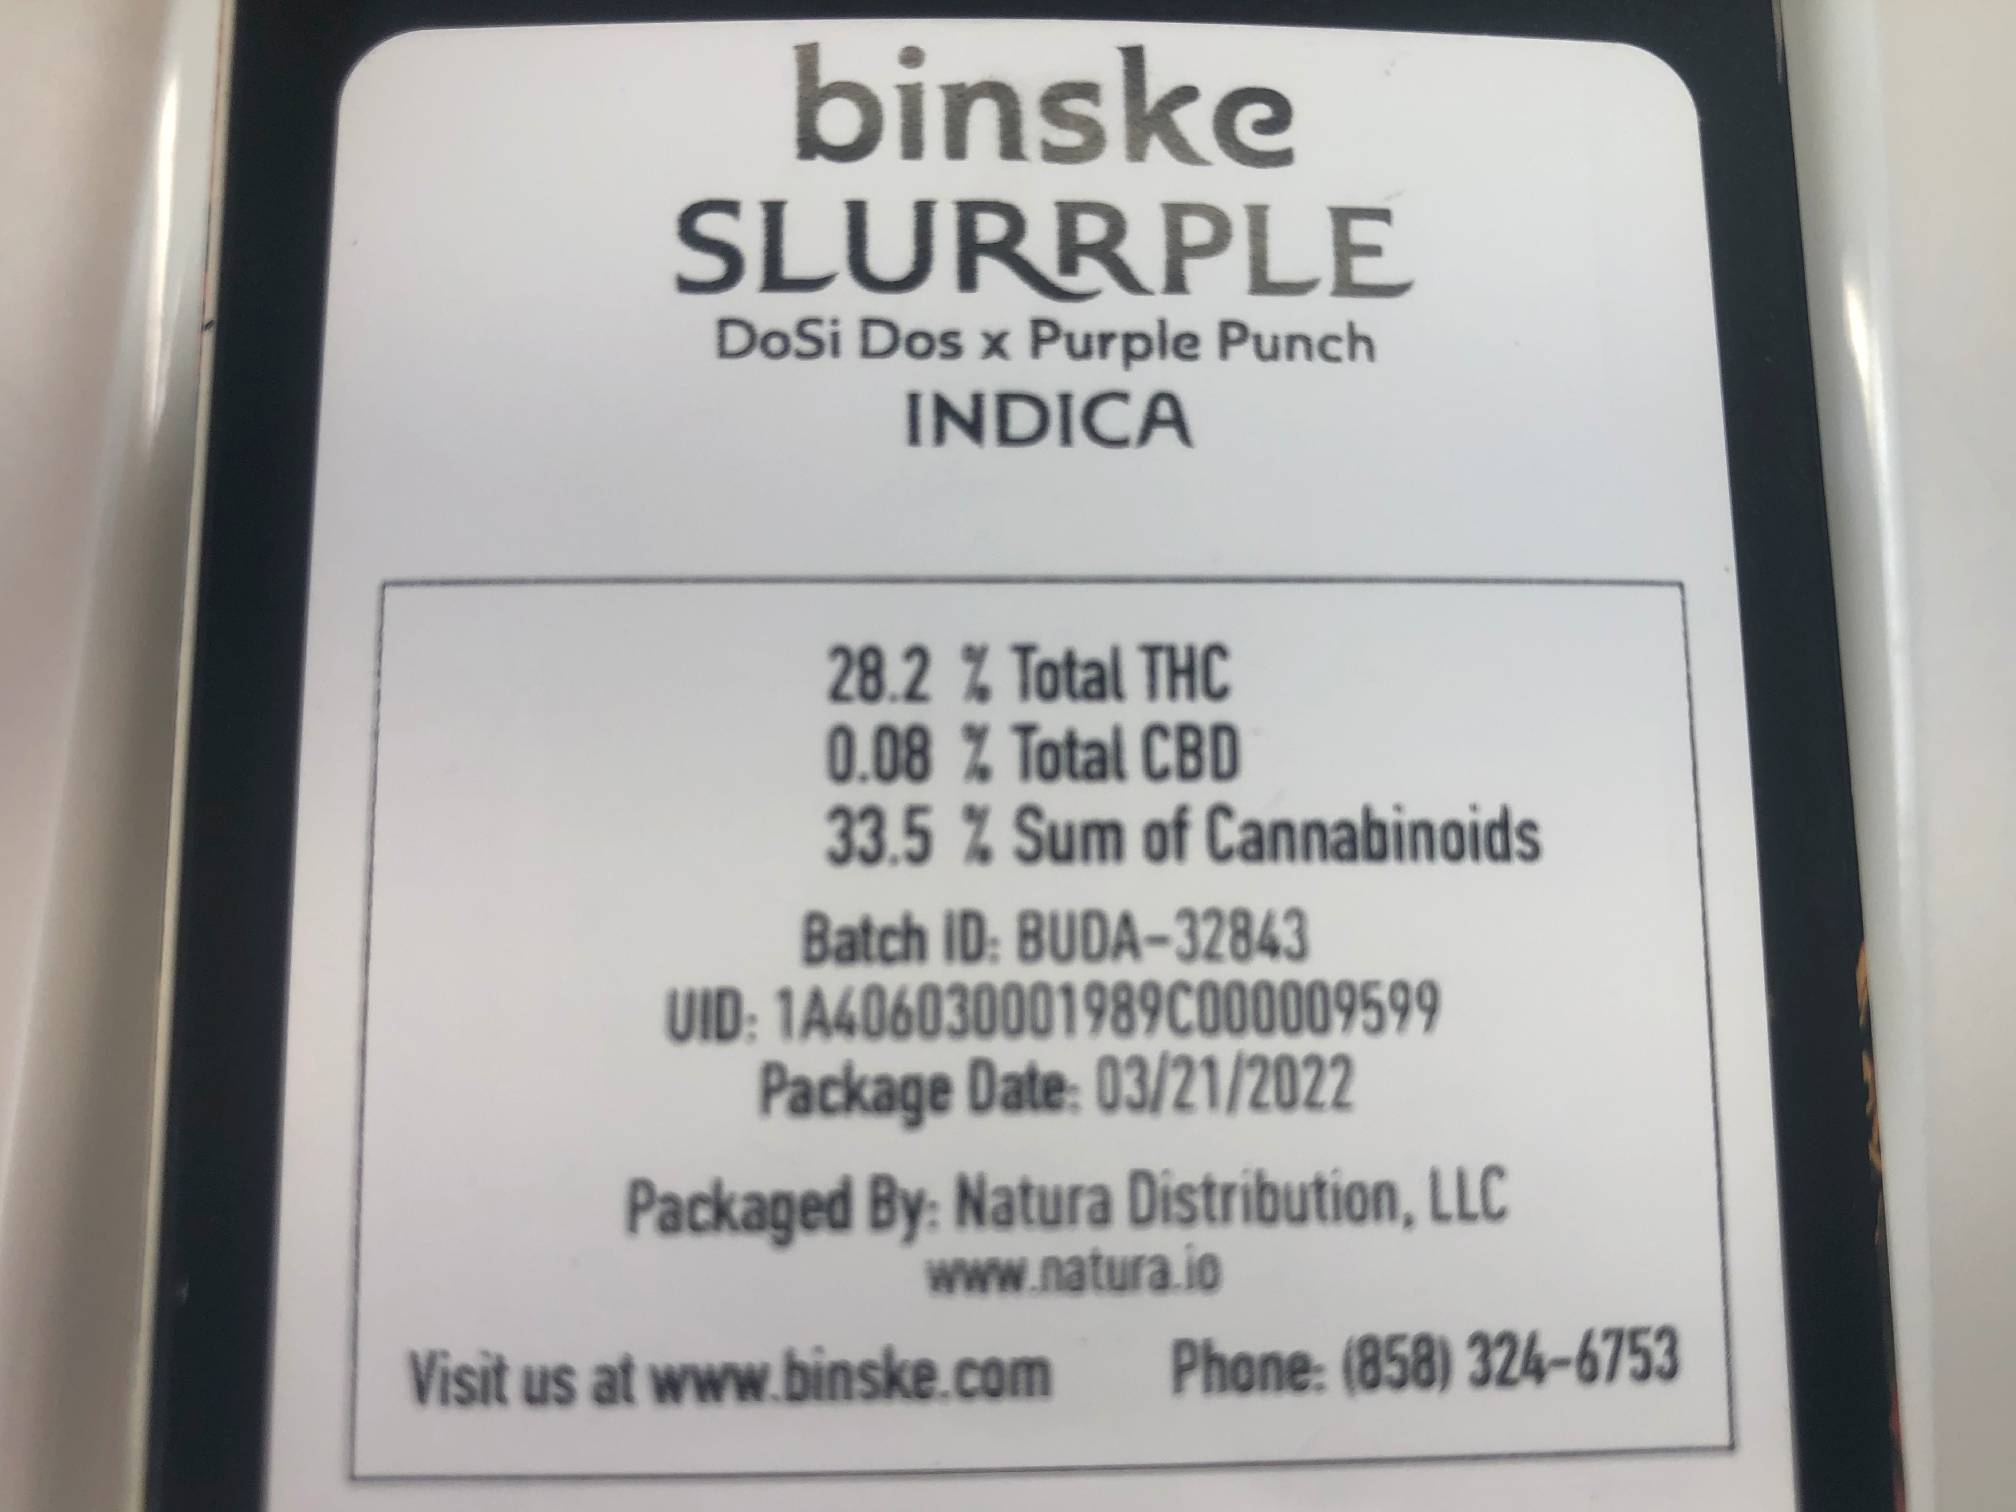 binske
SLURRPLE
DoSi Dos x Purple Punch
INDICA
28.2 % Total THC
0.08 % Total CBD
33.5 % Sum of Cannabinoids
Batch ID: BUDA-32843
UID: 1A406030001989C000009599
Package Date: 03/21/2022
Packaged By: Natura Distribution, LLC
www.natura.io
Visit us at www.binske.com Phone: (858) 324-6753